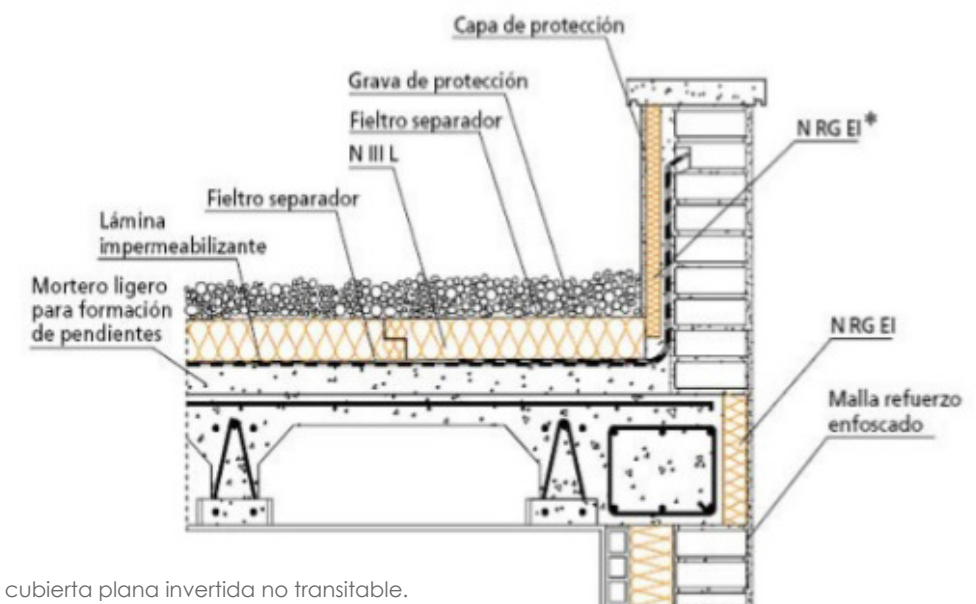 Capa de protección
Grava de protección
Fieltro separador
N III L
N RG EI*
Fieltro separador
Lámina
impermeabilizante
Mortero ligero
para formación
de pendientes
N RG EI
Malla refuerzo
enfoscado
cubierta plana invertida no transitable.